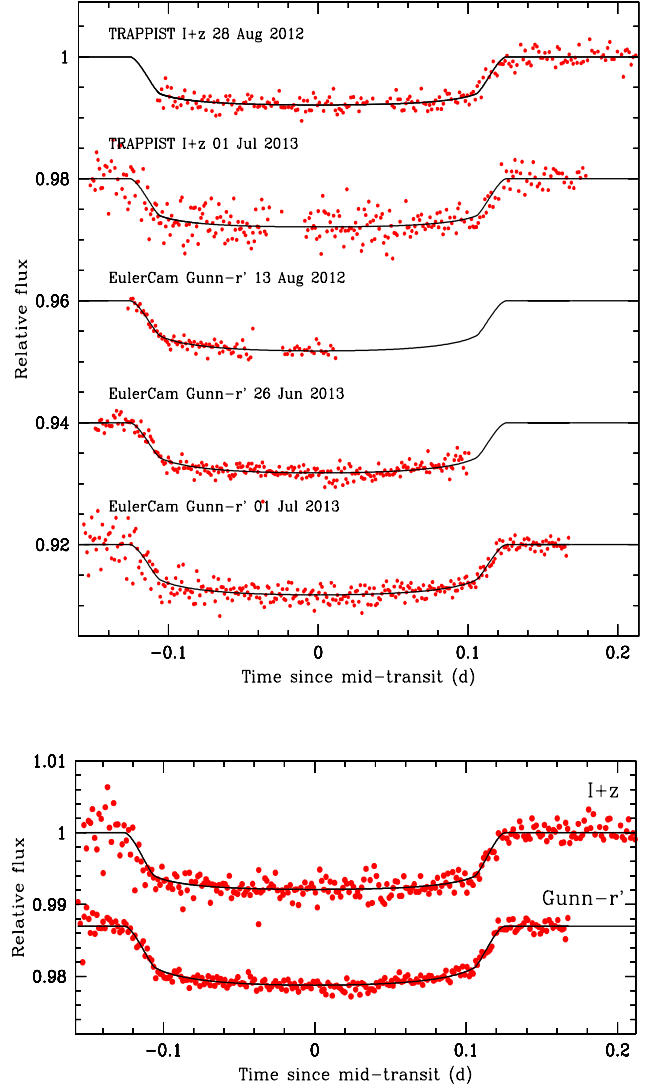 TRAPPIST I+z 28 Aug 2012
1
TRAPPIST I+z 01 Jul 2013
0.98
EulerCam Gunn-r' 13 Aug 2012
0.96
EulerCam Gunn-r' 26 Jun 2013
0.94
EulerCam Gunn-r' 01 Jul 2013
0.92
Relative flux
-0.1 0 0.1 0.2
Time since mid-transit (d)
1.01
I+z
1
Gunn-r'
0.99
0.98
Relative flux
-0.1 0 0.1 0.2
Time since mid-transit (d)